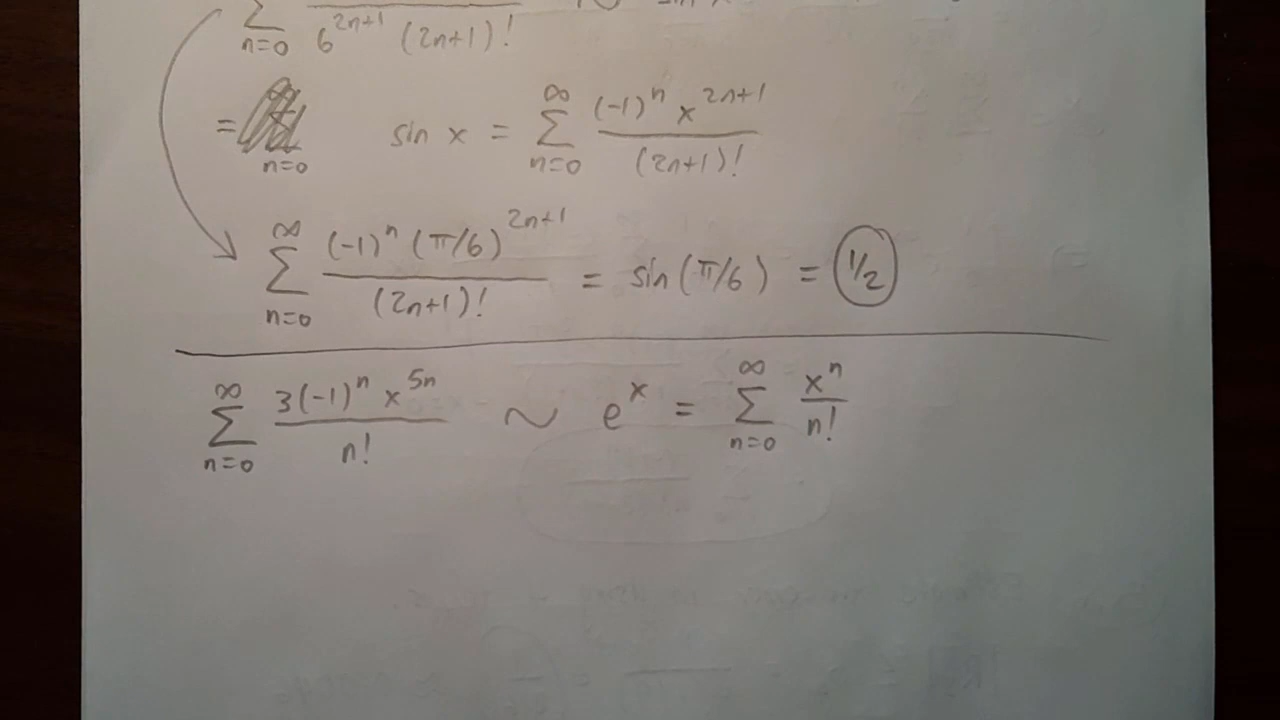 ∑ n=0 6^{2n+1} (2n+1)!
= n=0 sin x = ∑_{n=0}^{∞} (-1)^n x^{2n+1} / (2n+1)!
∑_{n=0}^{∞} (-1)^n (π/6)^{2n+1} / (2n+1)! = sin(π/6) = 1/2
∑_{n=0}^{∞} 3(-1)^n x^{5n} / n! ~ e^x = ∑_{n=0}^{∞} x^n / n!